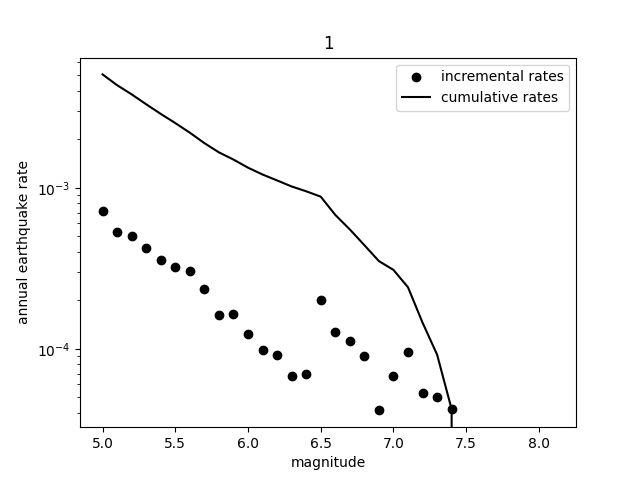 1
incremental rates
cumulative rates
annual earthquake rate
10⁻³
10⁻⁴
5.0 5.5 6.0 6.5 7.0 7.5 8.0
magnitude